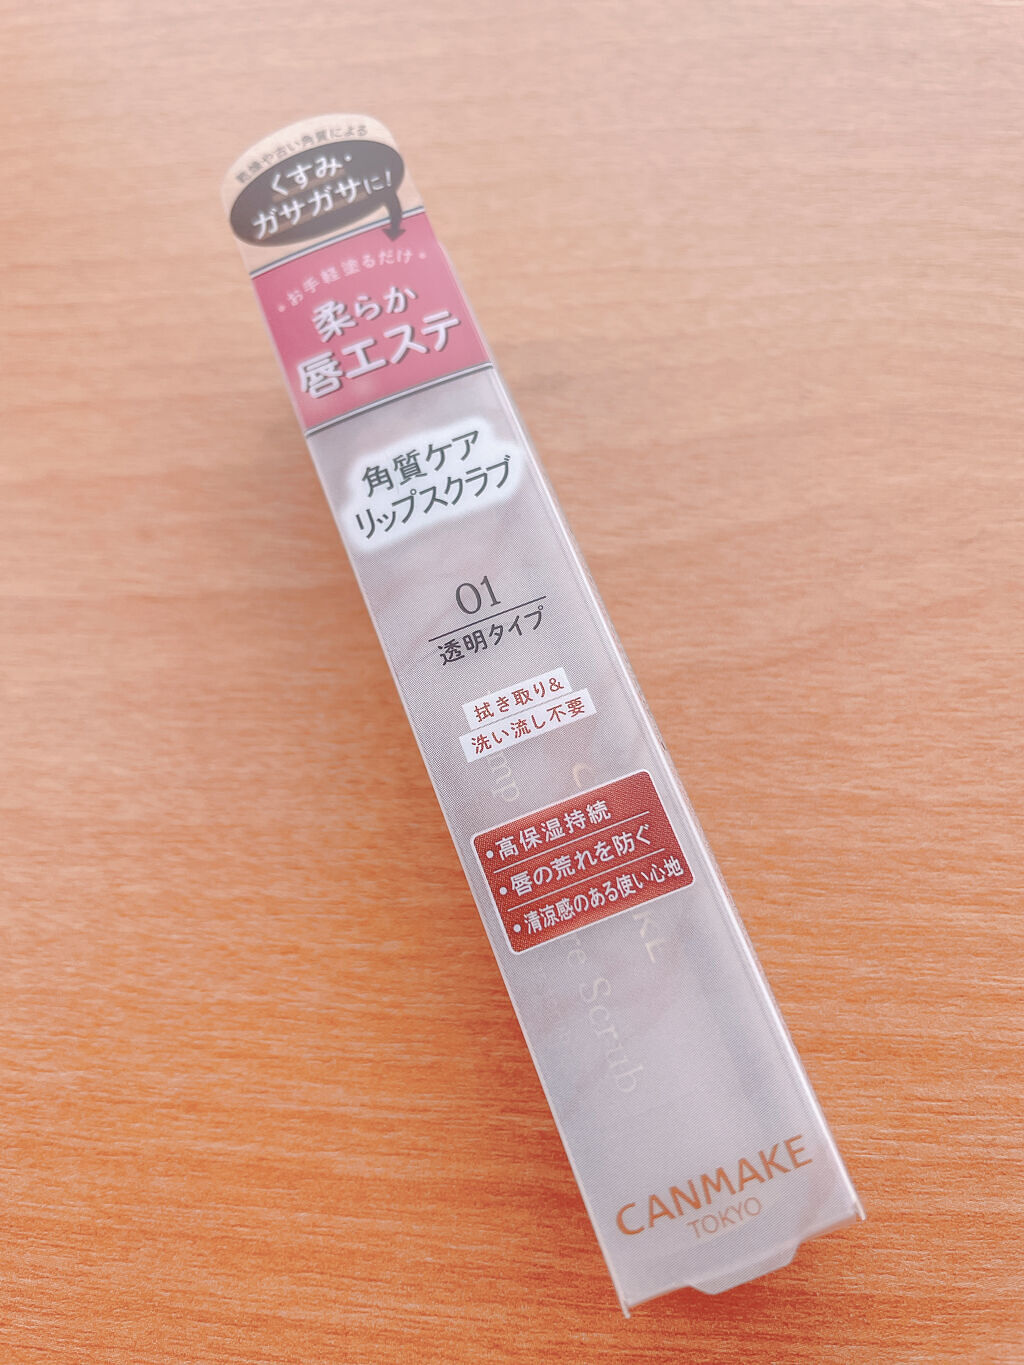 乾燥や古い角質による
くすみ・
ガサガサに!
お手軽塗るだけ
柔らか
唇エステ
角質ケア
リップスクラブ
01
透明タイプ
拭き取り&
洗い流し不要
mp
・高保湿持続
・唇の荒れを防ぐ
・清涼感のある使い心地
KE
re Scrub
CANMAKE
TOKYO